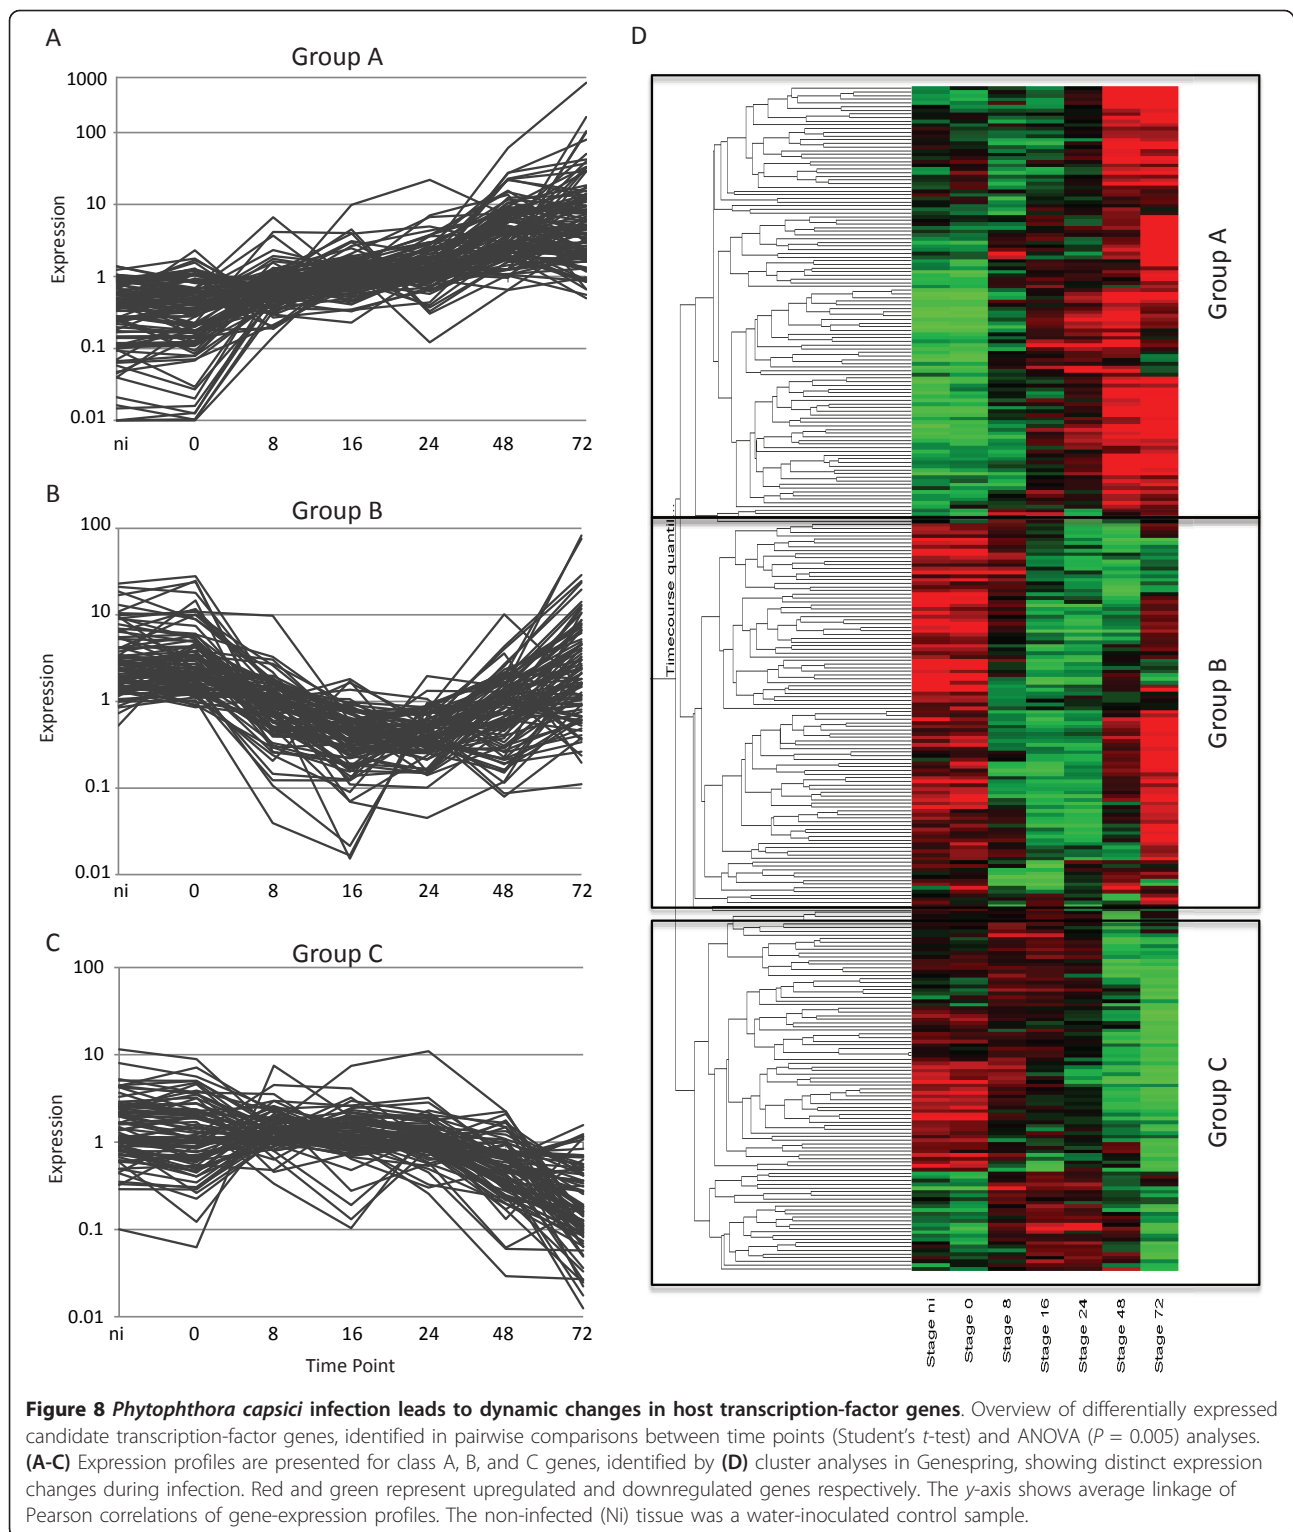 A
Group A
1000
100
10
1
0.1
0.01
Expression
ni 0 8 16 24 48 72
B
Group B
100
10
1
0.1
0.01
Expression
ni 0 8 16 24 48 72
C
Group C
100
10
1
0.1
0.01
Expression
ni 0 8 16 24 48 72
Time Point
D
Timecourse quantil...
Group A
Group B
Group C
Stage ni
Stage 0
Stage 8
Stage 16
Stage 24
Stage 48
Stage 72
Figure 8 Phytophthora capsici infection leads to dynamic changes in host transcription-factor genes. Overview of differentially expressed
candidate transcription-factor genes, identified in pairwise comparisons between time points (Student's t-test) and ANOVA (P = 0.005) analyses.
(A-C) Expression profiles are presented for class A, B, and C genes, identified by (D) cluster analyses in Genespring, showing distinct expression
changes during infection. Red and green represent upregulated and downregulated genes respectively. The y-axis shows average linkage of
Pearson correlations of gene-expression profiles. The non-infected (Ni) tissue was a water-inoculated control sample.